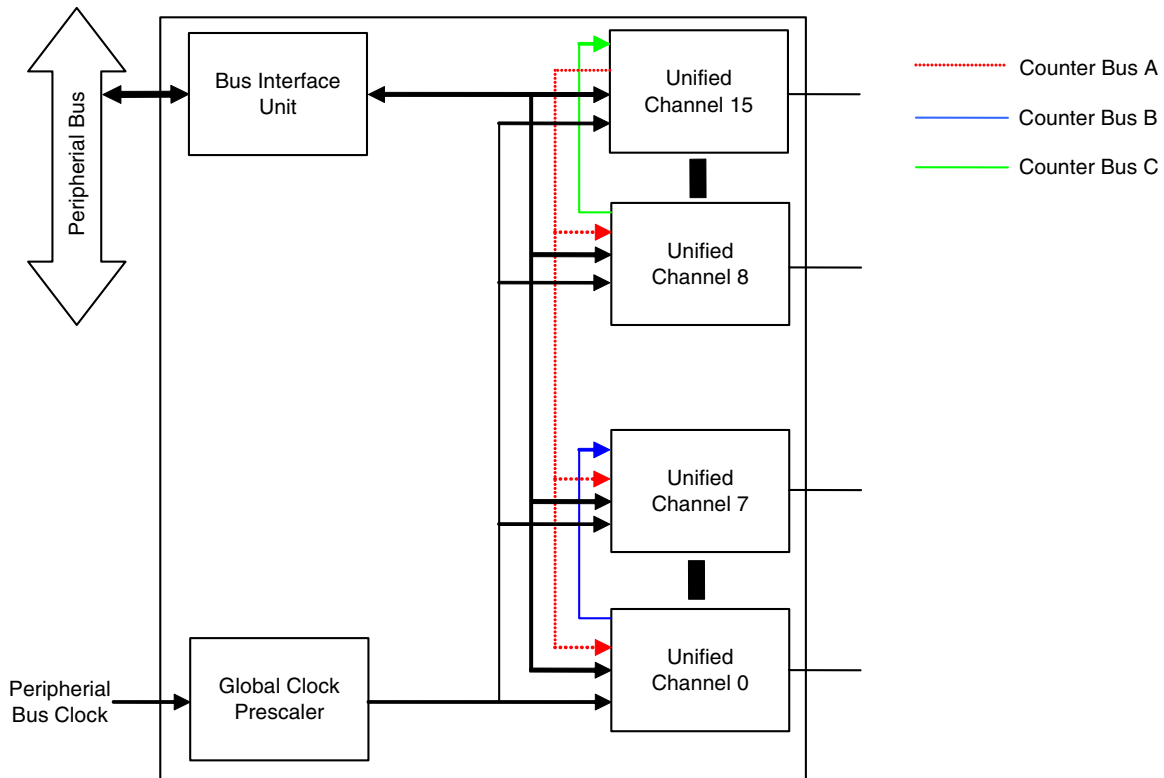 Peripherial Bus
Bus Interface
Unit
Unified
Channel 15
Counter Bus A
Counter Bus B
Counter Bus C
Unified
Channel 8
Unified
Channel 7
Unified
Channel 0
Peripherial
Bus Clock
Global Clock
Prescaler